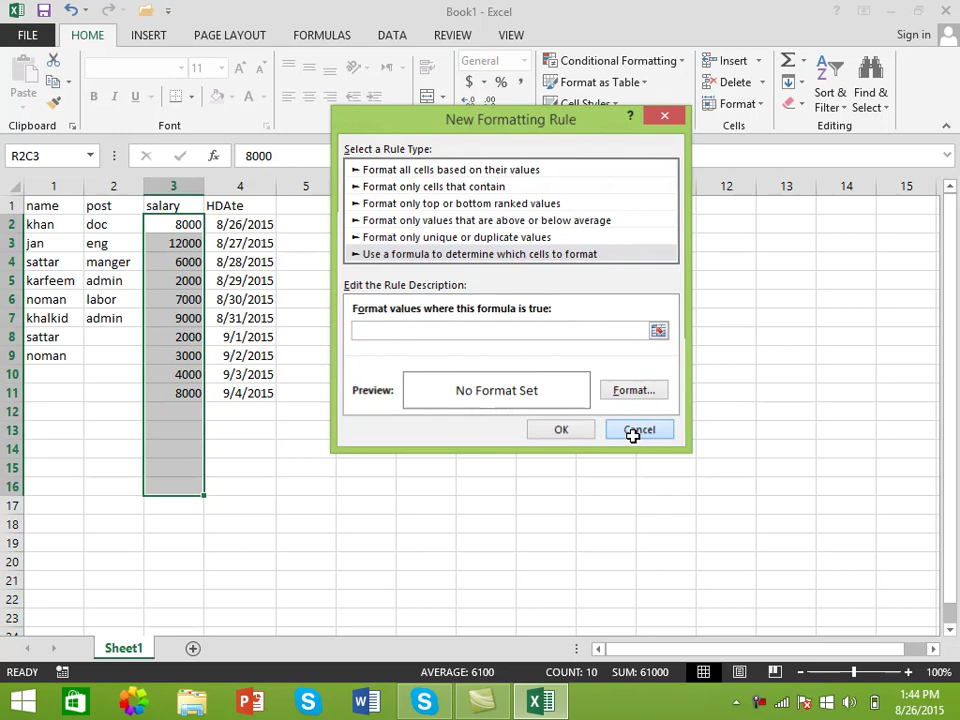 Book1 - Excel
FILE HOME INSERT PAGE LAYOUT FORMULAS DATA REVIEW VIEW Sign in
Paste
Clipboard
11
B I U
Font
General
$ % ,
Conditional Formatting
Format as Table
Cell Styles
Insert
Delete
Format
Cells
Sort & Filter
Find & Select
Editing
R2C3 8000
1 2 3 4 5 12 13 14 15
1 name post salary HDAte
2 khan doc 8000 8/26/2015
3 jan eng 12000 8/27/2015
4 sattar manger 6000 8/28/2015
5 karfeem admin 2000 8/29/2015
6 noman labor 7000 8/30/2015
7 khalkid admin 9000 8/31/2015
8 sattar 2000 9/1/2015
9 noman 3000 9/2/2015
10 4000 9/3/2015
11 8000 9/4/2015
12
13
14
15
16
17
18
19
20
21
22
23
New Formatting Rule
Select a Rule Type:
► Format all cells based on their values
► Format only cells that contain
► Format only top or bottom ranked values
► Format only values that are above or below average
► Format only unique or duplicate values
► Use a formula to determine which cells to format
Edit the Rule Description:
Format values where this formula is true:
Preview: No Format Set Format...
OK Cancel
Sheet1
READY AVERAGE: 6100 COUNT: 10 SUM: 61000 100%
1:44 PM
8/26/2015